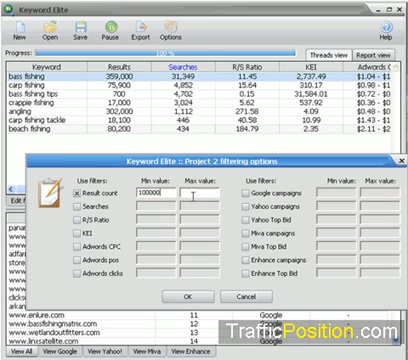 Keyword Elite
New Open Save Pause Export Options Help
Progress: 100 % Threads view Report view
Keyword Results Searches R/S Ratio KEI Adwords C
bass fishing 359,000 31,349 11.45 2,737.49 $1.04 - $1
carp fishing 75,900 4,852 15.64 310.17 $0.98 - $1
bass fishing tips 700 4,702 0.15 31,584.01 $0.72 - $0
crappie fishing 17,000 3,024 5.62 537.92 $0.36 - $0
angling 302,000 1,112 271.58 4.09 $0.43 - $0
carp fishing tackle 18,100 446 40.58 10.99 $1.43 - $1
beach fishing 80,200 434 184.79 2.35 $2.11 - $2
Keyword Elite :: Project 2 filtering options
Use filters: Min value: Max value: Use filters: Min value: Max value:
Result count 100000 Google campaigns
Searches Yahoo campaigns
R/S Ratio Yahoo Top Bid
KEI Miva campaigns
Adwords CPC Miva Top Bid
Adwords pos Enhance campaigns
Adwords clicks Enhance Top Bid
OK Cancel
www.enlure.com 11 Google -
www.bassfishingmatrix.com 12 Google
www.wetlandoutfitters.com 13 Google
www.linxsatellite.com 14 Google
TrafficPosition.com
View All View Google View Yahoo! View Miva View Enhance